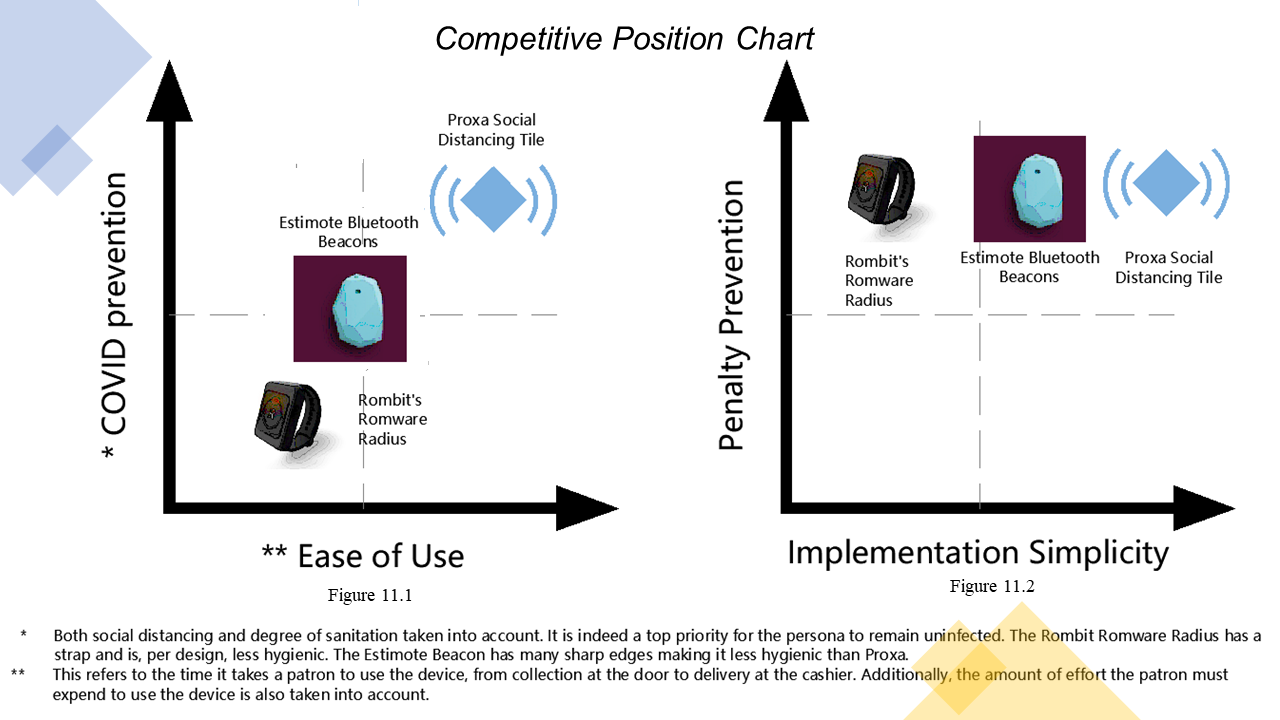 Competitive Position Chart
* COVID prevention
Proxa Social
Distancing Tile
Estimote Bluetooth
Beacons
Rombit's
Romware
Radius
** Ease of Use
Figure 11.1
Penalty Prevention
Rombit's
Romware
Radius
Estimote Bluetooth
Beacons
Proxa Social
Distancing Tile
Implementation Simplicity
Figure 11.2
* Both social distancing and degree of sanitation taken into account. It is indeed a top priority for the persona to remain uninfected. The Rombit Romware Radius has a
strap and is, per design, less hygienic. The Estimote Beacon has many sharp edges making it less hygienic than Proxa.
** This refers to the time it takes a patron to use the device, from collection at the door to delivery at the cashier. Additionally, the amount of effort the patron must
expend to use the device is also taken into account.